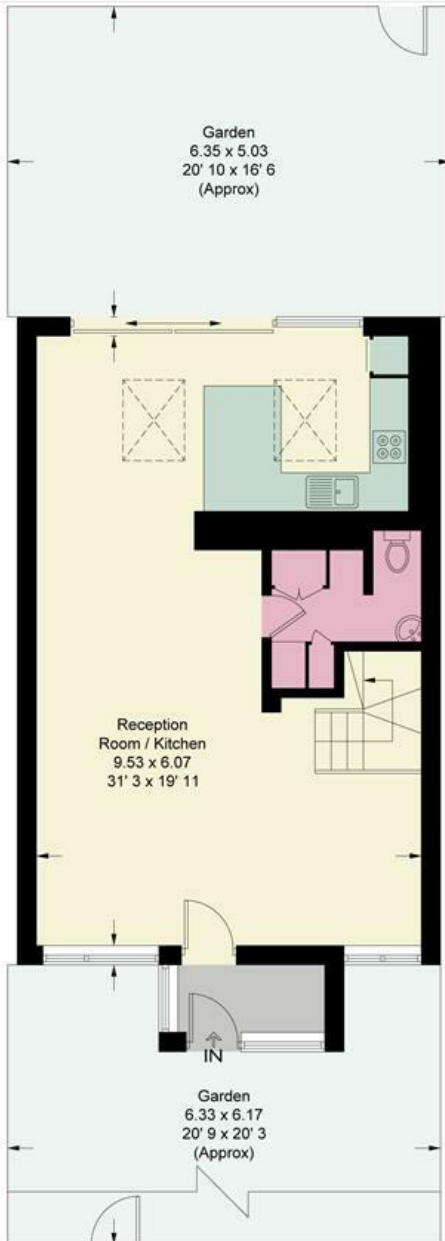 Garden
6.35 x 5.03
20' 10 x 16' 6
(Approx)
Reception
Room / Kitchen
9.53 x 6.07
31' 3 x 19' 11
IN
Garden
6.33 x 6.17
20' 9 x 20' 3
(Approx)